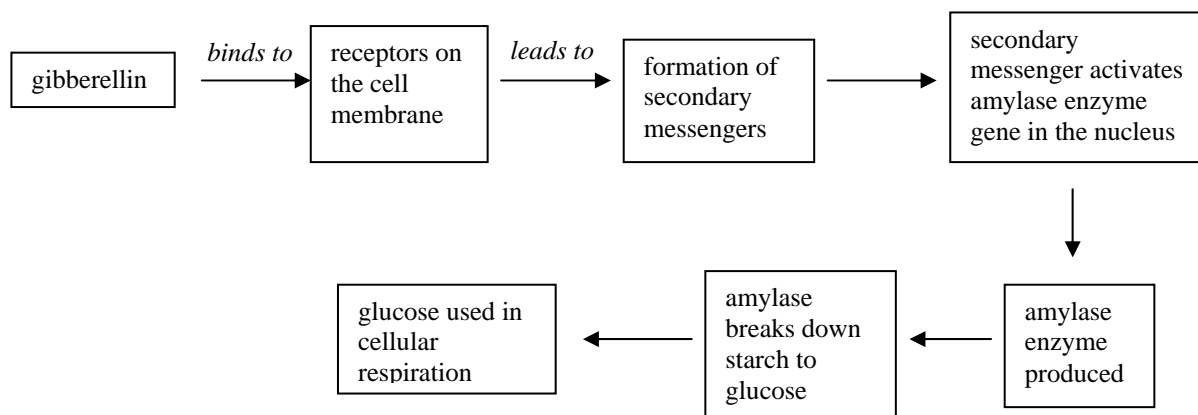 gibberellin
binds to
receptors on
the cell
membrane
leads to
formation of
secondary
messengers
secondary
messenger activates
amylase enzyme
gene in the nucleus
amylase
enzyme
produced
amylase
breaks down
starch to
glucose
glucose used in
cellular
respiration